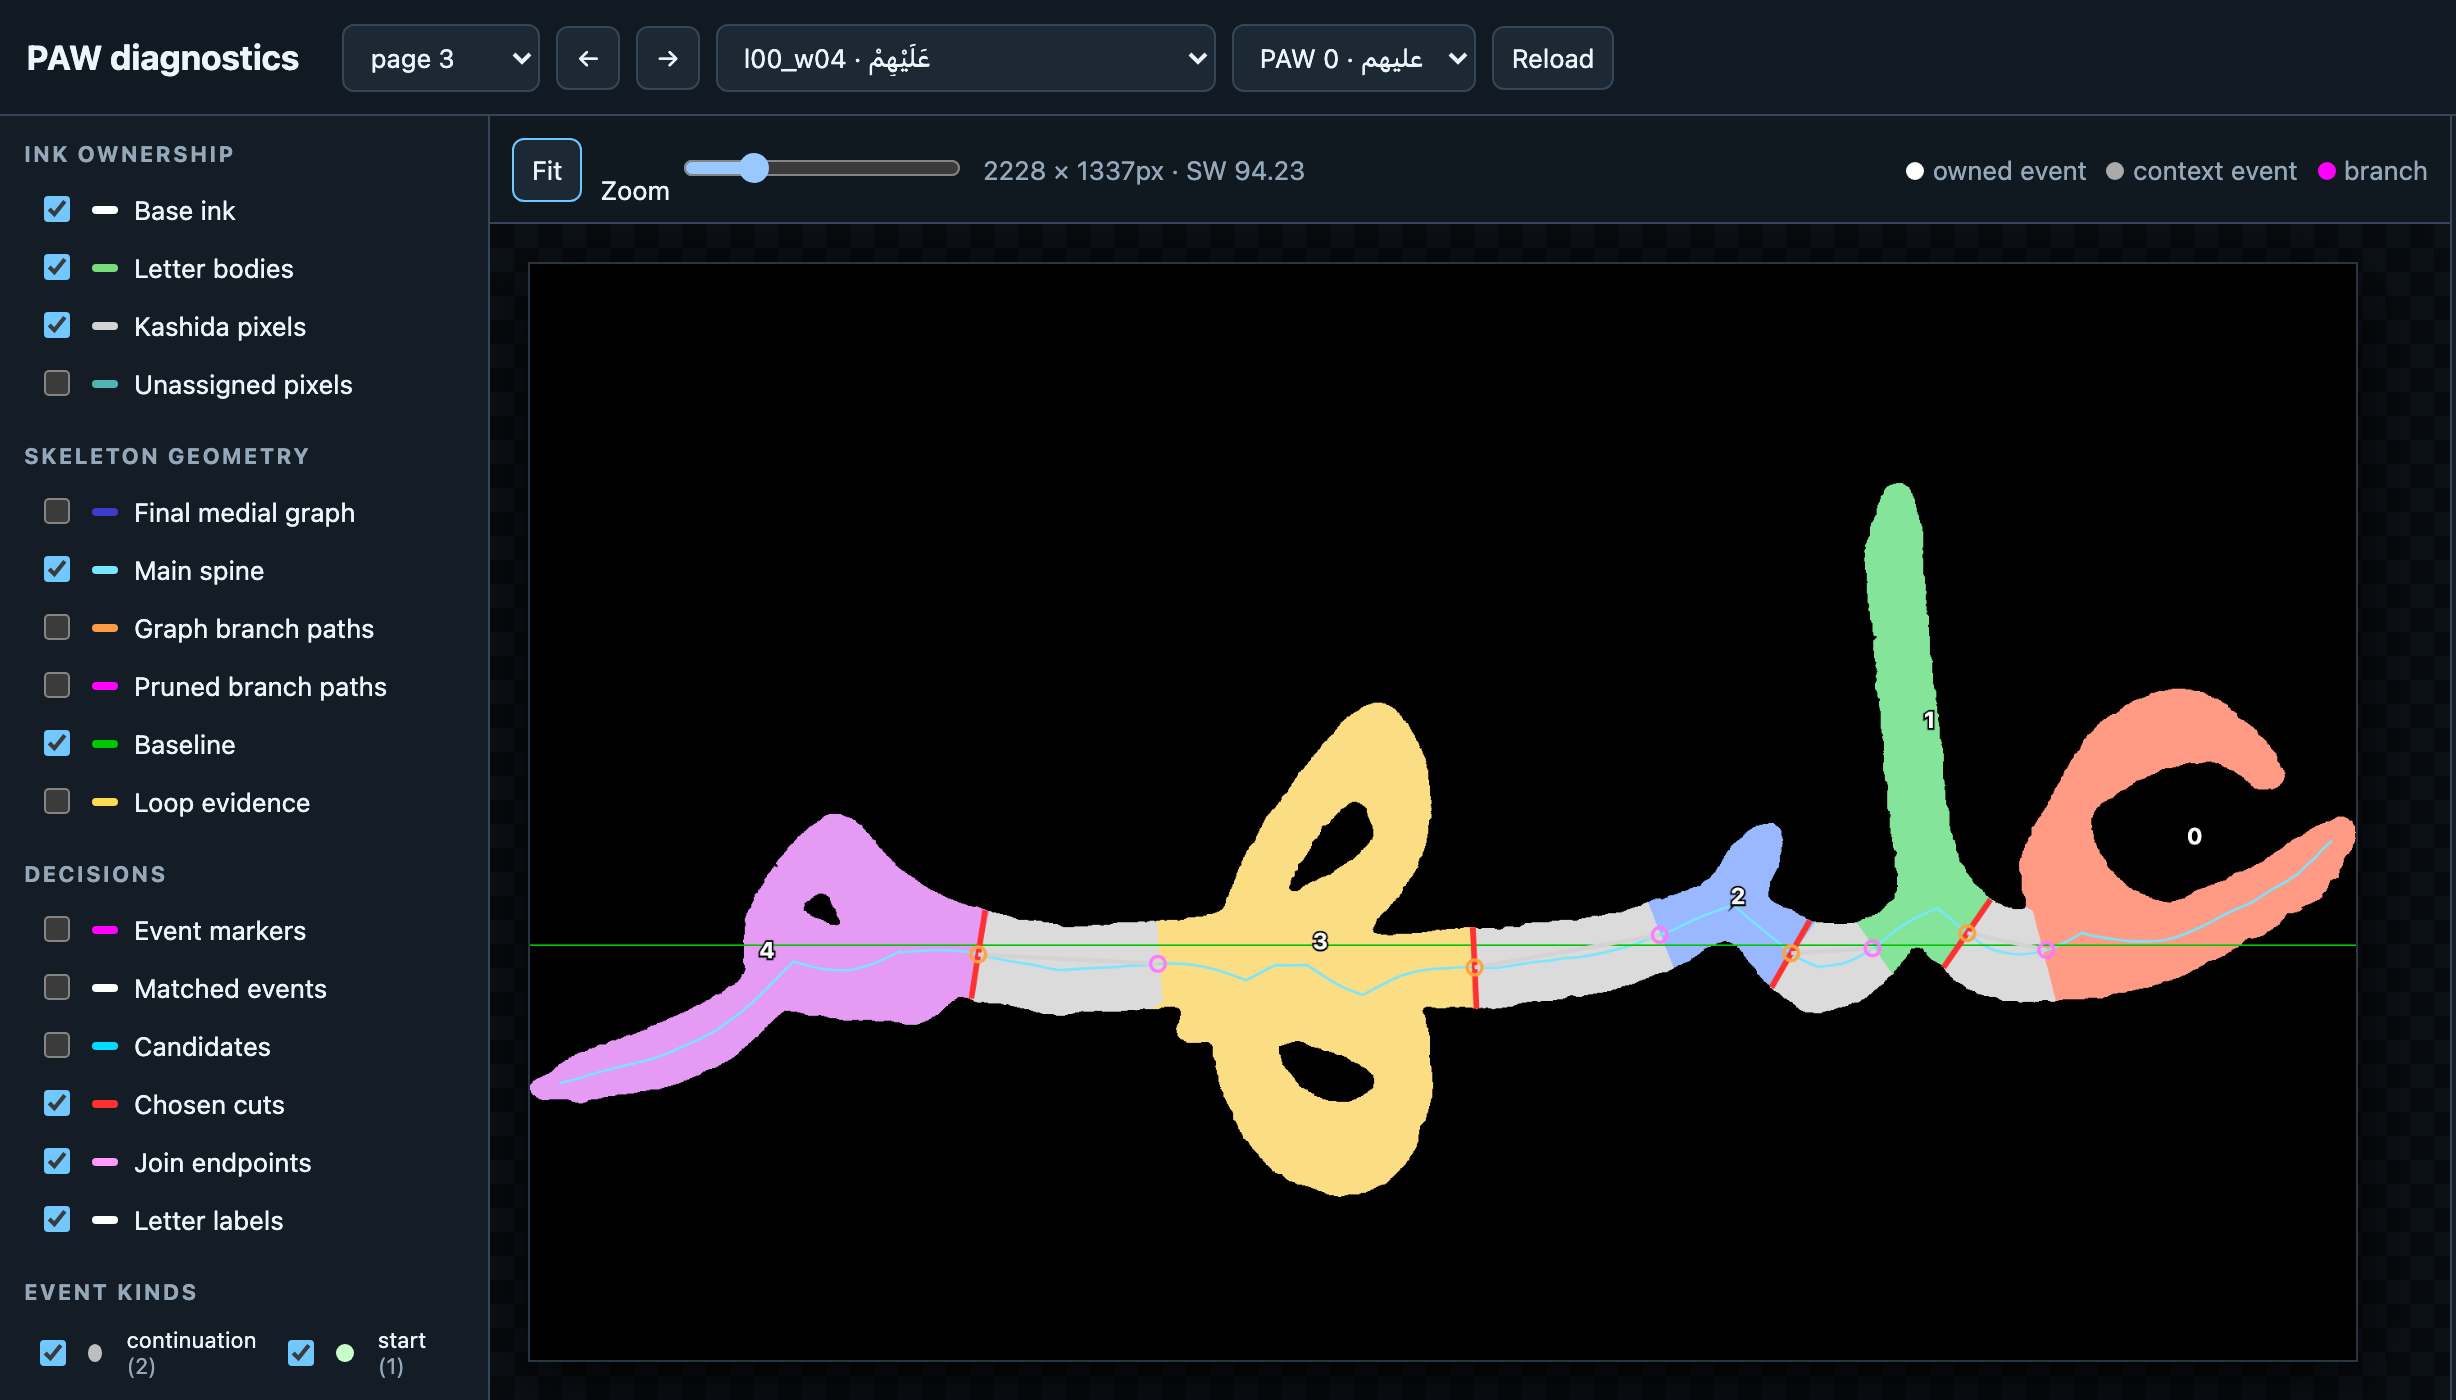 PAW diagnostics page 3 ← → l00_w04 · عَلَيْهِمْ PAW 0 · عليهم Reload
INK OWNERSHIP
Base ink
Letter bodies
Kashida pixels
Unassigned pixels
SKELETON GEOMETRY
Final medial graph
Main spine
Graph branch paths
Pruned branch paths
Baseline
Loop evidence
DECISIONS
Event markers
Matched events
Candidates
Chosen cuts
Join endpoints
Letter labels
EVENT KINDS
continuation (2)
start (1)
Fit Zoom 2228 × 1337px · SW 94.23 owned event context event branch
عليهم
4 3 2 1 0